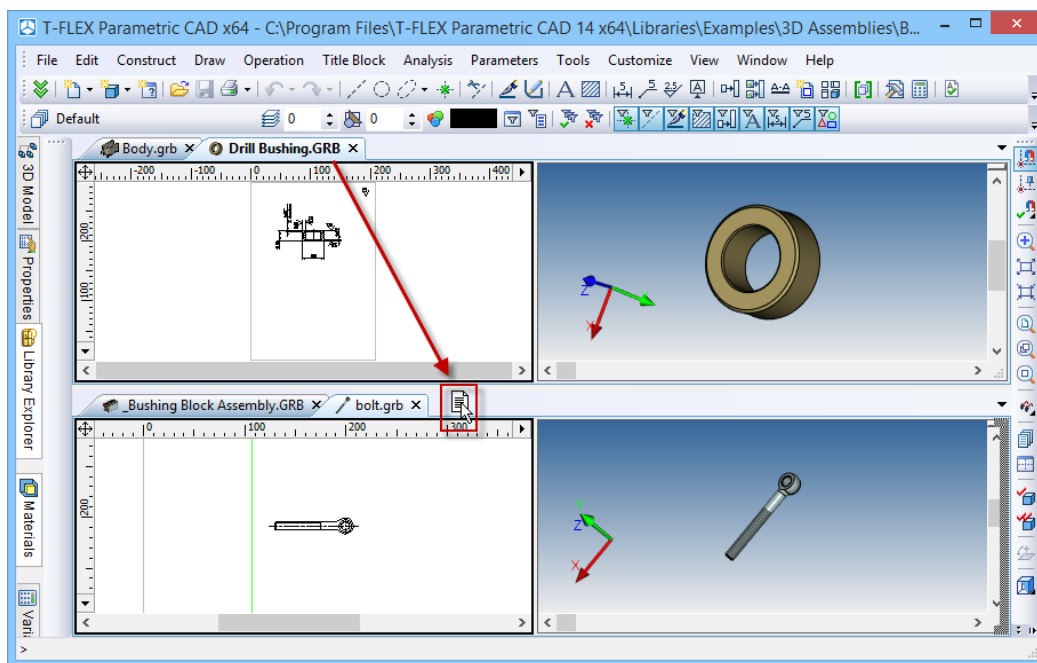 T-FLEX Parametric CAD x64 - C:\Program Files\T-FLEX Parametric CAD 14 x64\Libraries\Examples\3D Assemblies\B...
File Edit Construct Draw Operation Title Block Analysis Parameters Tools Customize View Window Help
Default 0 0
3D Model
Properties
Library Explorer
Materials
Body.grb Drill Bushing.GRB
-200 -100 0 100 200 300 400
200
100
Z X
_Bushing Block Assembly.GRB bolt.grb
0 100 200 300
200
Y
Z
X
>